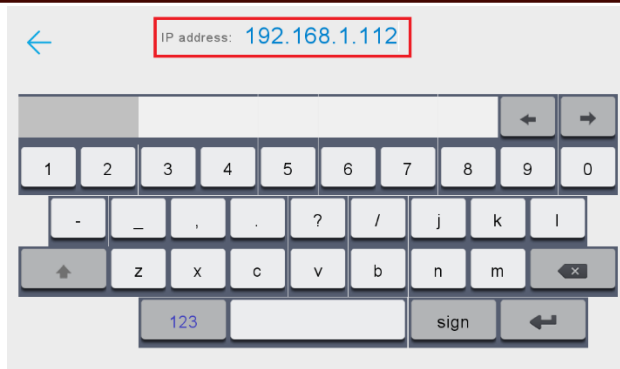 IP address: 192.168.1.112
1 2 3 4 5 6 7 8 9 0
- _ , . ? / j k l
z x c v b n m
123 sign